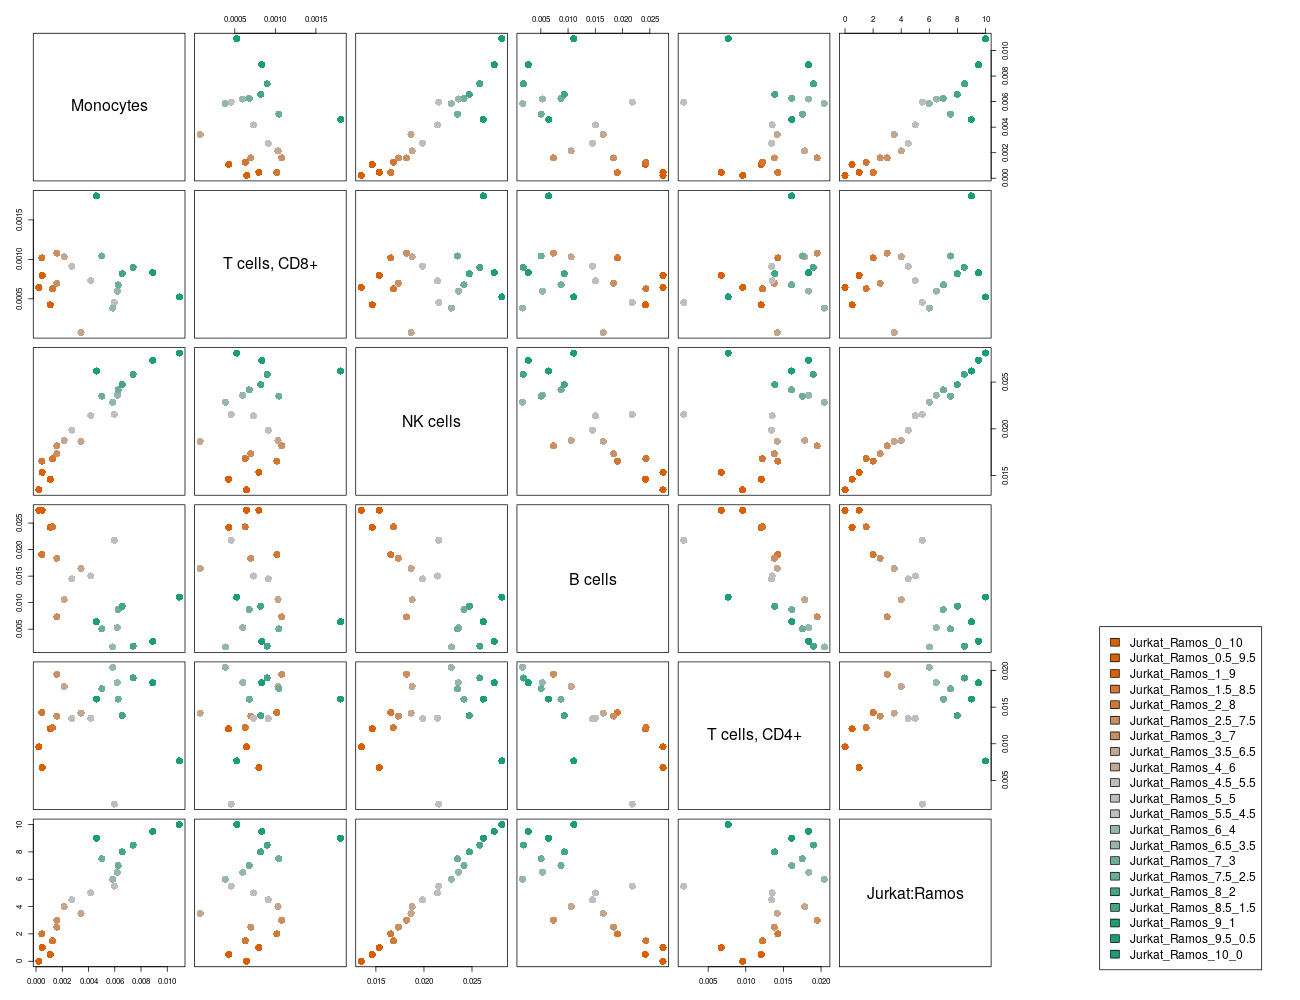 0.0005 0.0010 0.0015
0.005 0.010 0.015 0.020 0.025
0 2 4 6 8 10
Monocytes
0.000 0.002 0.004 0.006 0.008 0.010
0.0005 0.0010 0.0015
T cells, CD8+
NK cells
0.015 0.020 0.025
0.005 0.010 0.015 0.020 0.025
B cells
T cells, CD4+
0.005 0.010 0.015 0.020
0 2 4 6 8 10
Jurkat:Ramos
0.000 0.002 0.004 0.006 0.008 0.010
0.015 0.020 0.025
0.005 0.010 0.015 0.020
Jurkat_Ramos_0_10
Jurkat_Ramos_0.5_9.5
Jurkat_Ramos_1_9
Jurkat_Ramos_1.5_8.5
Jurkat_Ramos_2_8
Jurkat_Ramos_2.5_7.5
Jurkat_Ramos_3_7
Jurkat_Ramos_3.5_6.5
Jurkat_Ramos_4_6
Jurkat_Ramos_4.5_5.5
Jurkat_Ramos_5_5
Jurkat_Ramos_5.5_4.5
Jurkat_Ramos_6_4
Jurkat_Ramos_6.5_3.5
Jurkat_Ramos_7_3
Jurkat_Ramos_7.5_2.5
Jurkat_Ramos_8_2
Jurkat_Ramos_8.5_1.5
Jurkat_Ramos_9_1
Jurkat_Ramos_9.5_0.5
Jurkat_Ramos_10_0